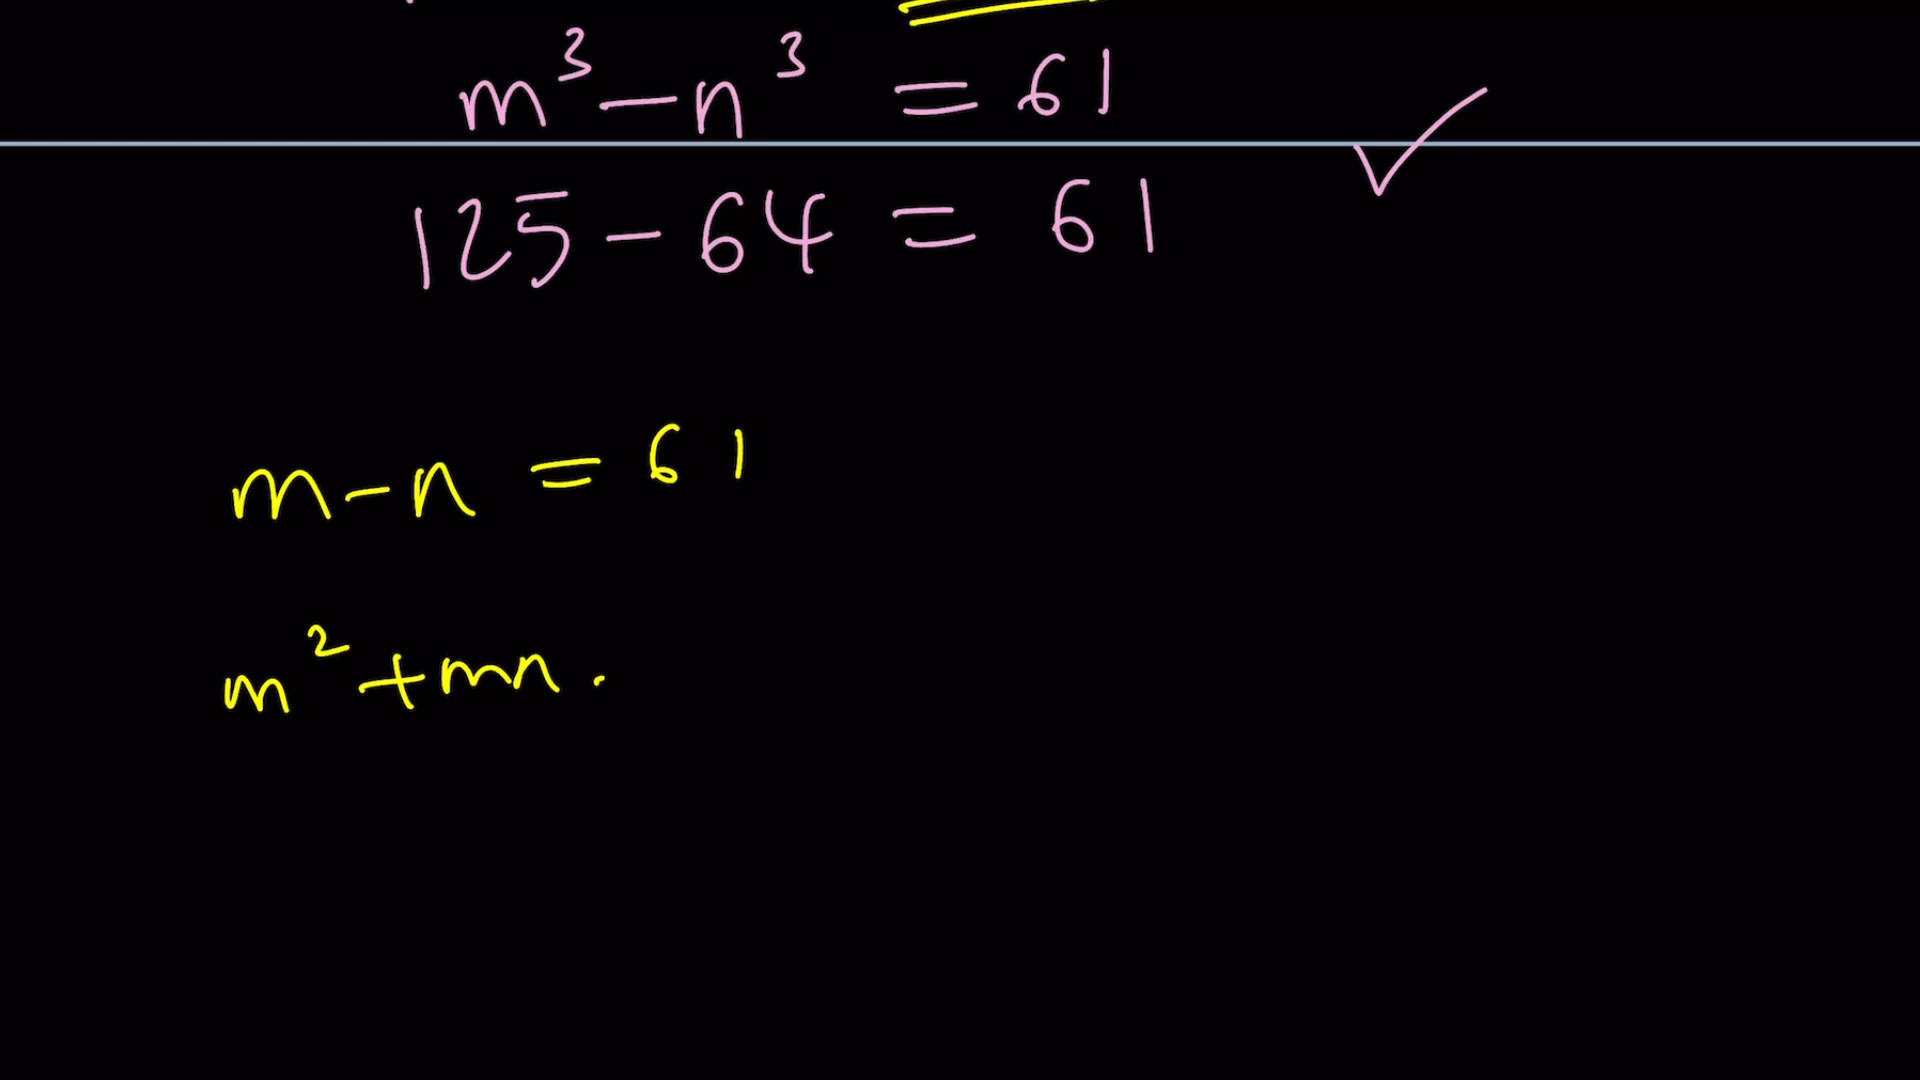 m³ – n³ = 61
125 – 64 = 61
m – n = 61
m² + mn .